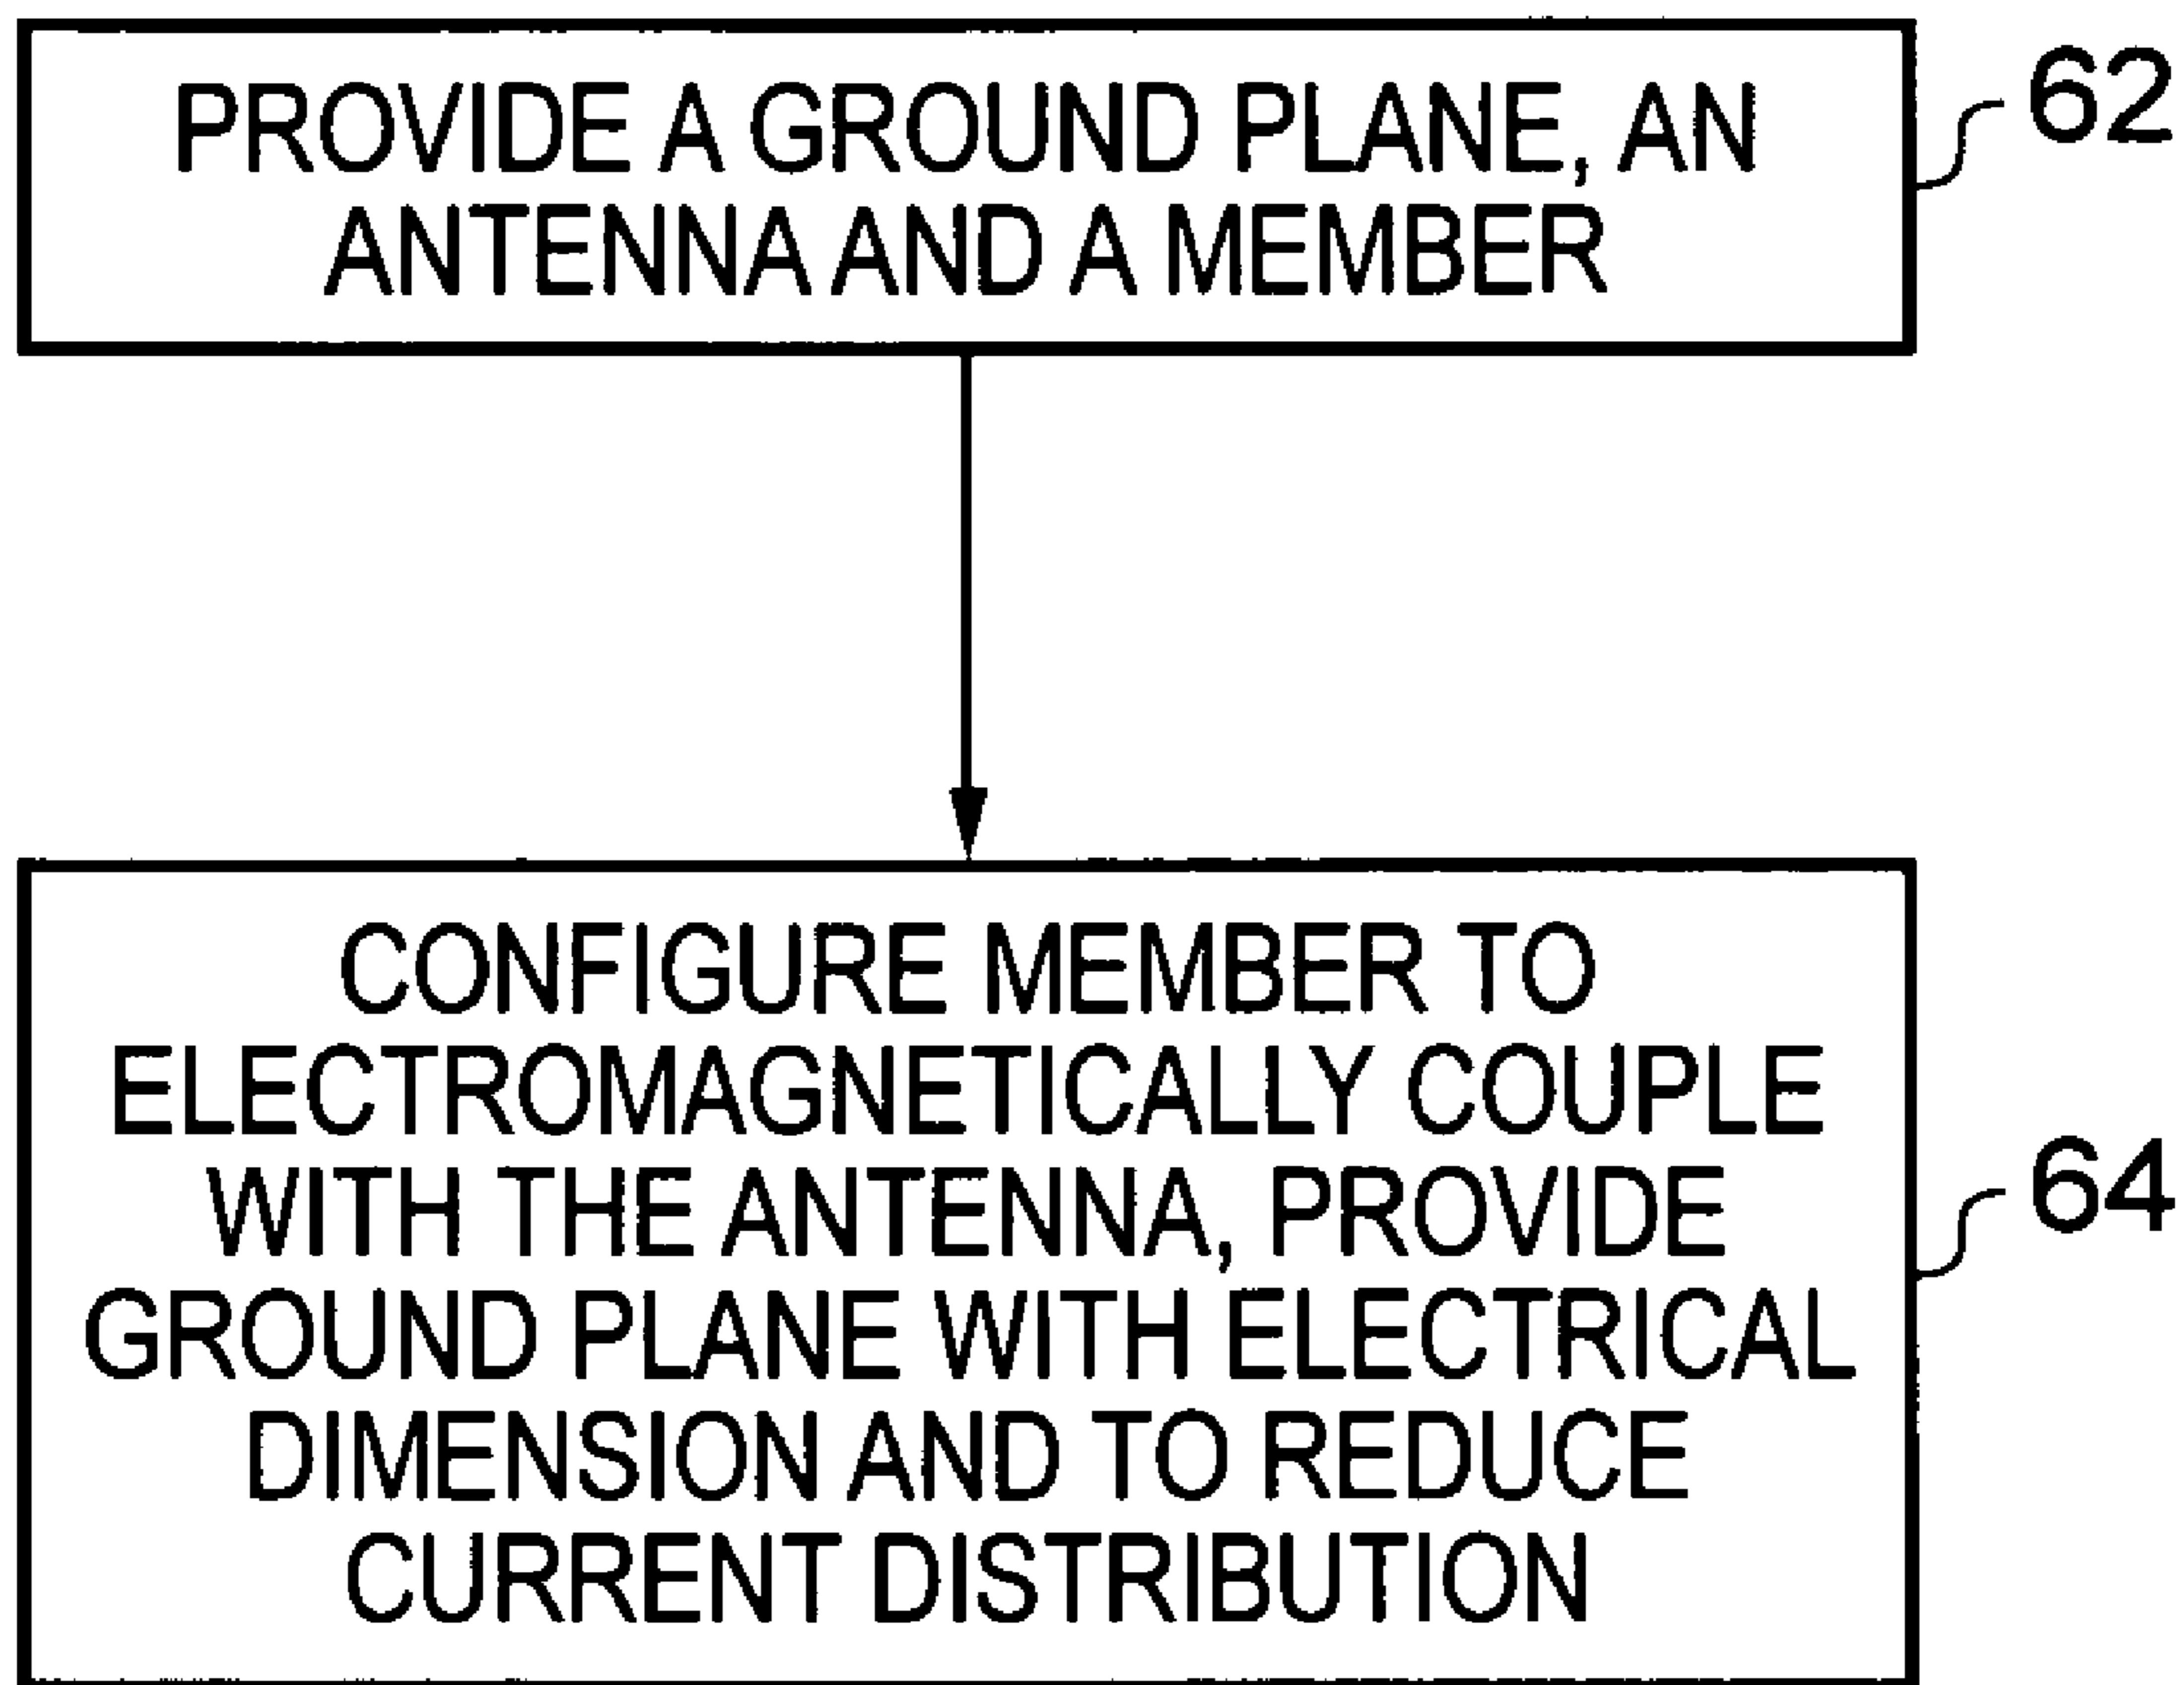 PROVIDE A GROUND PLANE, AN
ANTENNA AND A MEMBER
62
CONFIGURE MEMBER TO
ELECTROMAGNETICALLY COUPLE
WITH THE ANTENNA, PROVIDE
GROUND PLANE WITH ELECTRICAL
DIMENSION AND TO REDUCE
CURRENT DISTRIBUTION
64